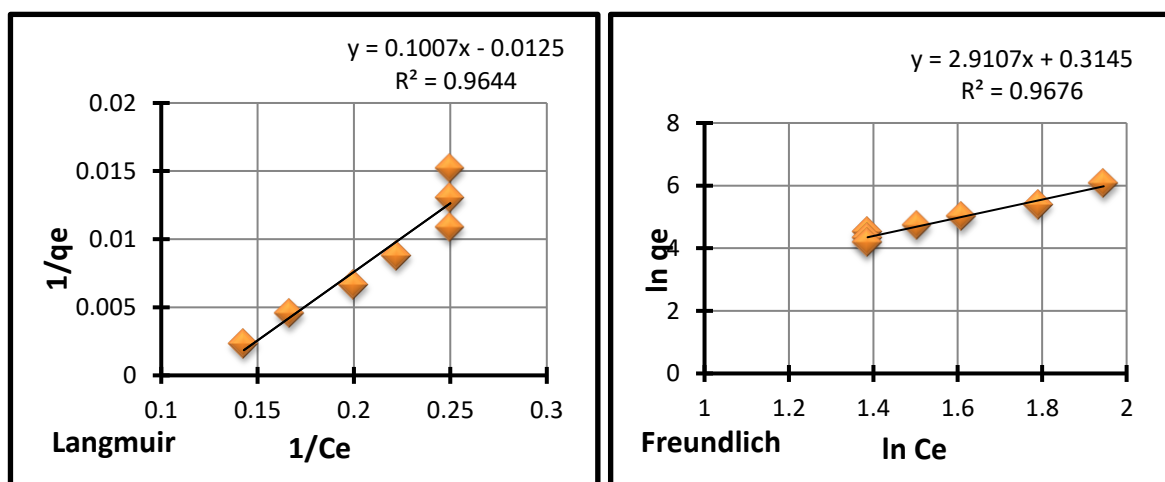 y = 0.1007x - 0.0125
R² = 0.9644
0.02
0.015
0.01
0.005
0
1/qe
0.1 0.15 0.2 0.25 0.3
Langmuir 1/Ce
y = 2.9107x + 0.3145
R² = 0.9676
8
6
4
2
0
ln qe
1 1.2 1.4 1.6 1.8 2
Freundlich ln Ce